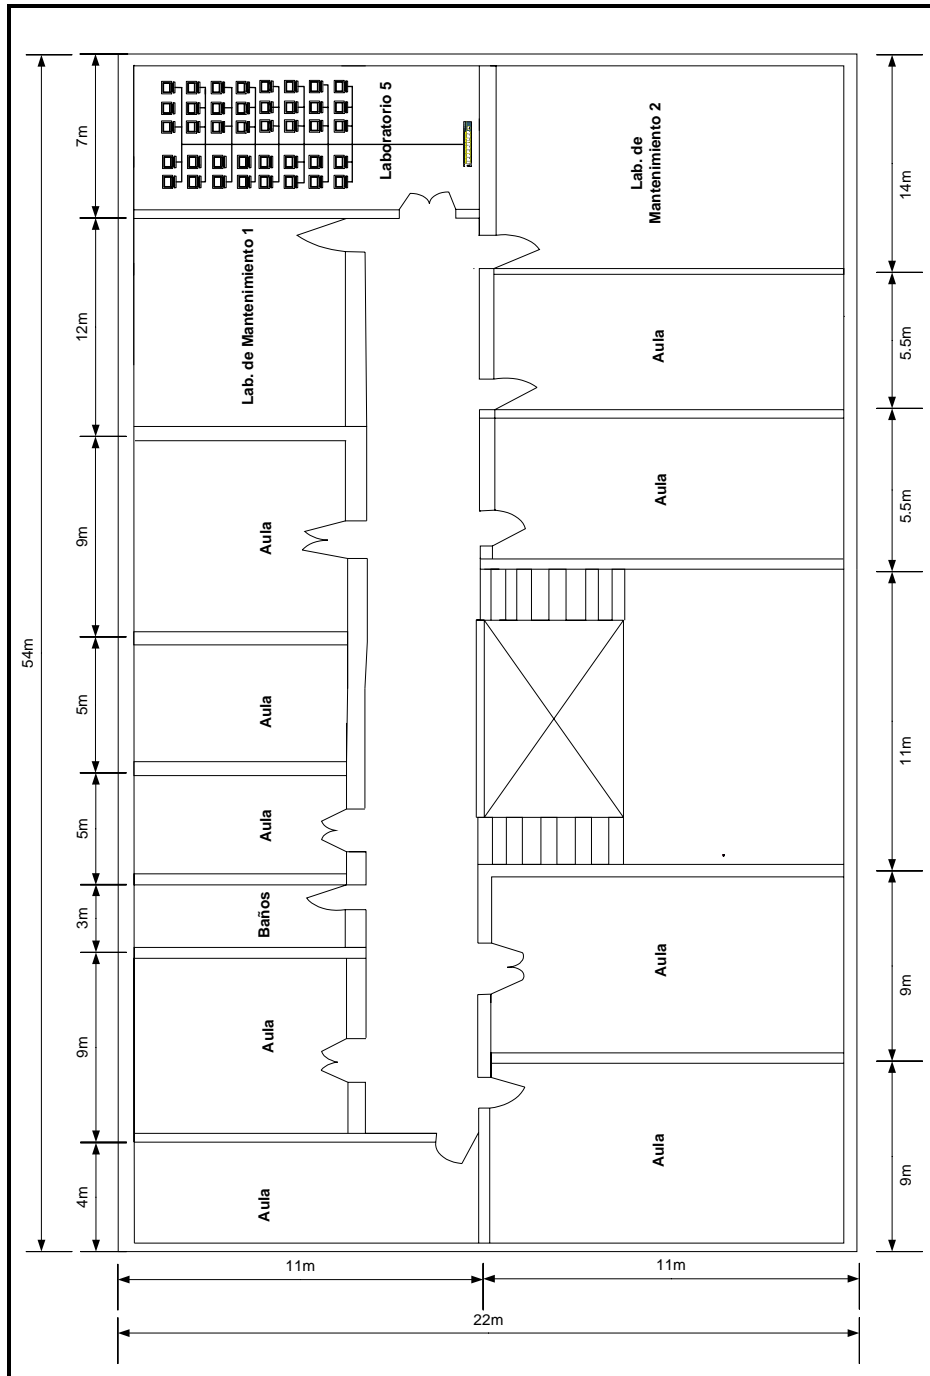 54m
7m
12m
9m
5m
5m
3m
9m
4m
Laboratorio 5
Lab. de Mantenimiento 1
Aula
Aula
Aula
Baños
Aula
Aula
Lab. de
Mantenimiento 2
Aula
Aula
Aula
Aula
14m
5.5m
5.5m
11m
9m
9m
11m
11m
22m